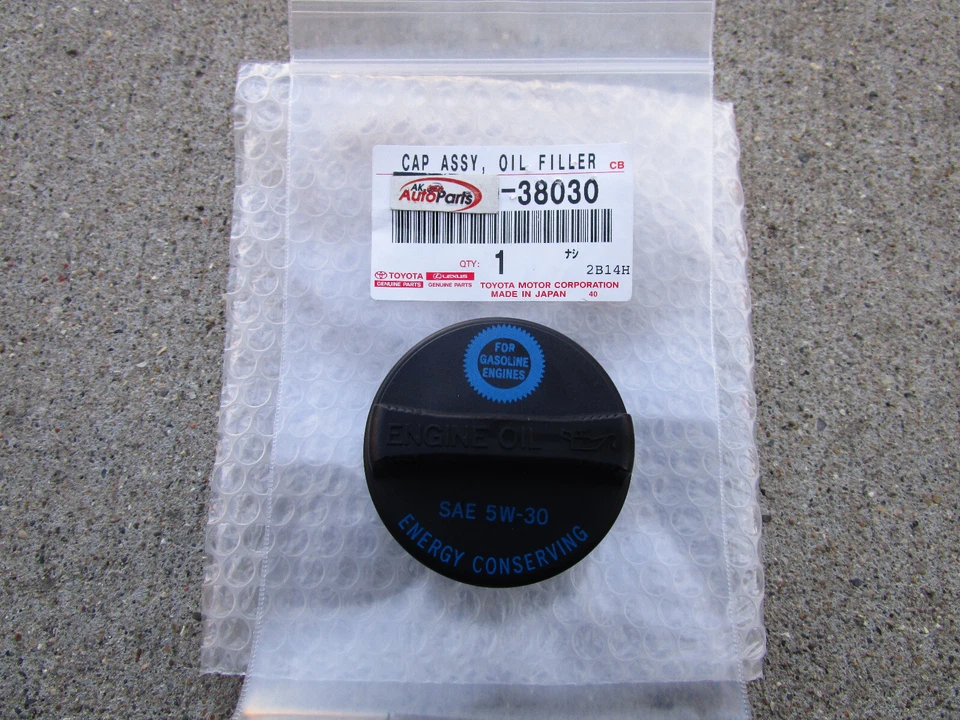 CAP ASSY, OIL FILLER CB
AK
AutoParts
-38030
QTY: 1 ナシ
2B14H
TOYOTA LEXUS
GENUINE PARTS GENUINE PARTS
TOYOTA MOTOR CORPORATION
MADE IN JAPAN 40
FOR
GASOLINE
ENGINES
ENGINE OIL
SAE 5W-30
ENERGY CONSERVING